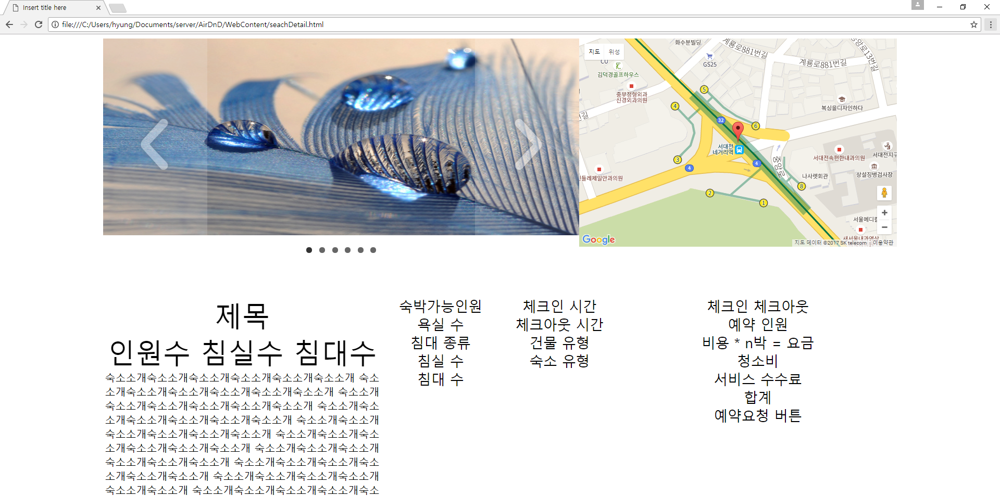 Insert title here
file:///C:/Users/hyung/Documents/server/AirDnD/WebContent/seachDetail.html
지도 위성
화수분빌딩
계룡로881번길
중앙로13번길
CU
GS25
계룡로881번길
김덕경골프하우스
중부정형외과
신경외과의원
5
4
복싱을디자인하다
32
6
서대전
네거리역
서대전속편한내과의원
서대전지구
3
4
4
중앙로
상설징병검사장
나사렛회관
민들레제일안과의원
8
2
1
서울메디컬
새서울내과영상
Google
지도 데이터 ©2017 SK telecom
이용약관
제목
인원수 침실수 침대수
숙소소개숙소소개숙소소개숙소소개숙소소개숙소소개 숙소
소개숙소소개숙소소개숙소소개숙소소개숙소소개 숙소소개
숙소소개숙소소개숙소소개숙소소개숙소소개 숙소소개숙소
소개숙소소개숙소소개숙소소개숙소소개 숙소소개숙소소개
숙소소개숙소소개숙소소개숙소소개 숙소소개숙소소개숙소
소개숙소소개숙소소개숙소소개 숙소소개숙소소개숙소소개
숙소소개숙소소개숙소소개 숙소소개숙소소개숙소소개숙소
소개숙소소개숙소소개 숙소소개숙소소개숙소소개숙소소개
숙소소개숙소소개 숙소소개숙소소개숙소소개숙소소개숙소
숙박가능인원
욕실 수
침대 종류
침실 수
침대 수
체크인 시간
체크아웃 시간
건물 유형
숙소 유형
체크인 체크아웃
예약 인원
비용 * n박 = 요금
청소비
서비스 수수료
합계
예약요청 버튼